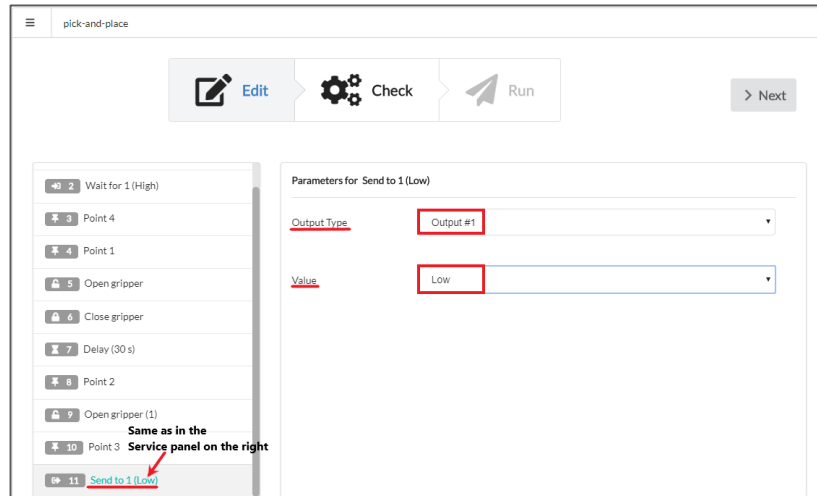 pick-and-place
Edit
Check
Run
Next
2 Wait for 1 (High)
3 Point 4
4 Point 1
5 Open gripper
6 Close gripper
7 Delay (30 s)
8 Point 2
9 Open gripper (1)
10 Point 3
11 Send to 1 (Low)
Same as in the
Service panel on the right
Parameters for Send to 1 (Low)
Output Type Output #1
Value Low